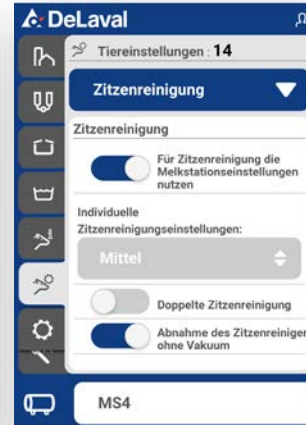 DeLaval
Tiereinstellungen : 14
Zitzenreinigung
Zitzenreinigung
Für Zitzenreinigung die
Melkstationseinstellungen
nutzen
Individuelle
Zitzenreinigungseinstellungen:
Mittel
Doppelte Zitzenreinigung
Abnahme des Zitzenreiniger
ohne Vakuum
MS4